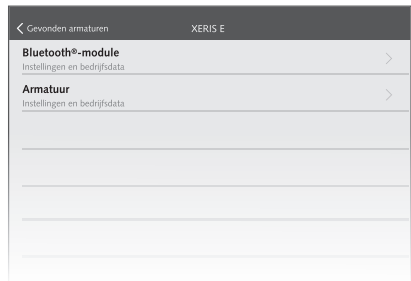 Gevonden armaturen XERIS E
Bluetooth®-module
Instellingen en bedrijfsdata
Armatuur
Instellingen en bedrijfsdata